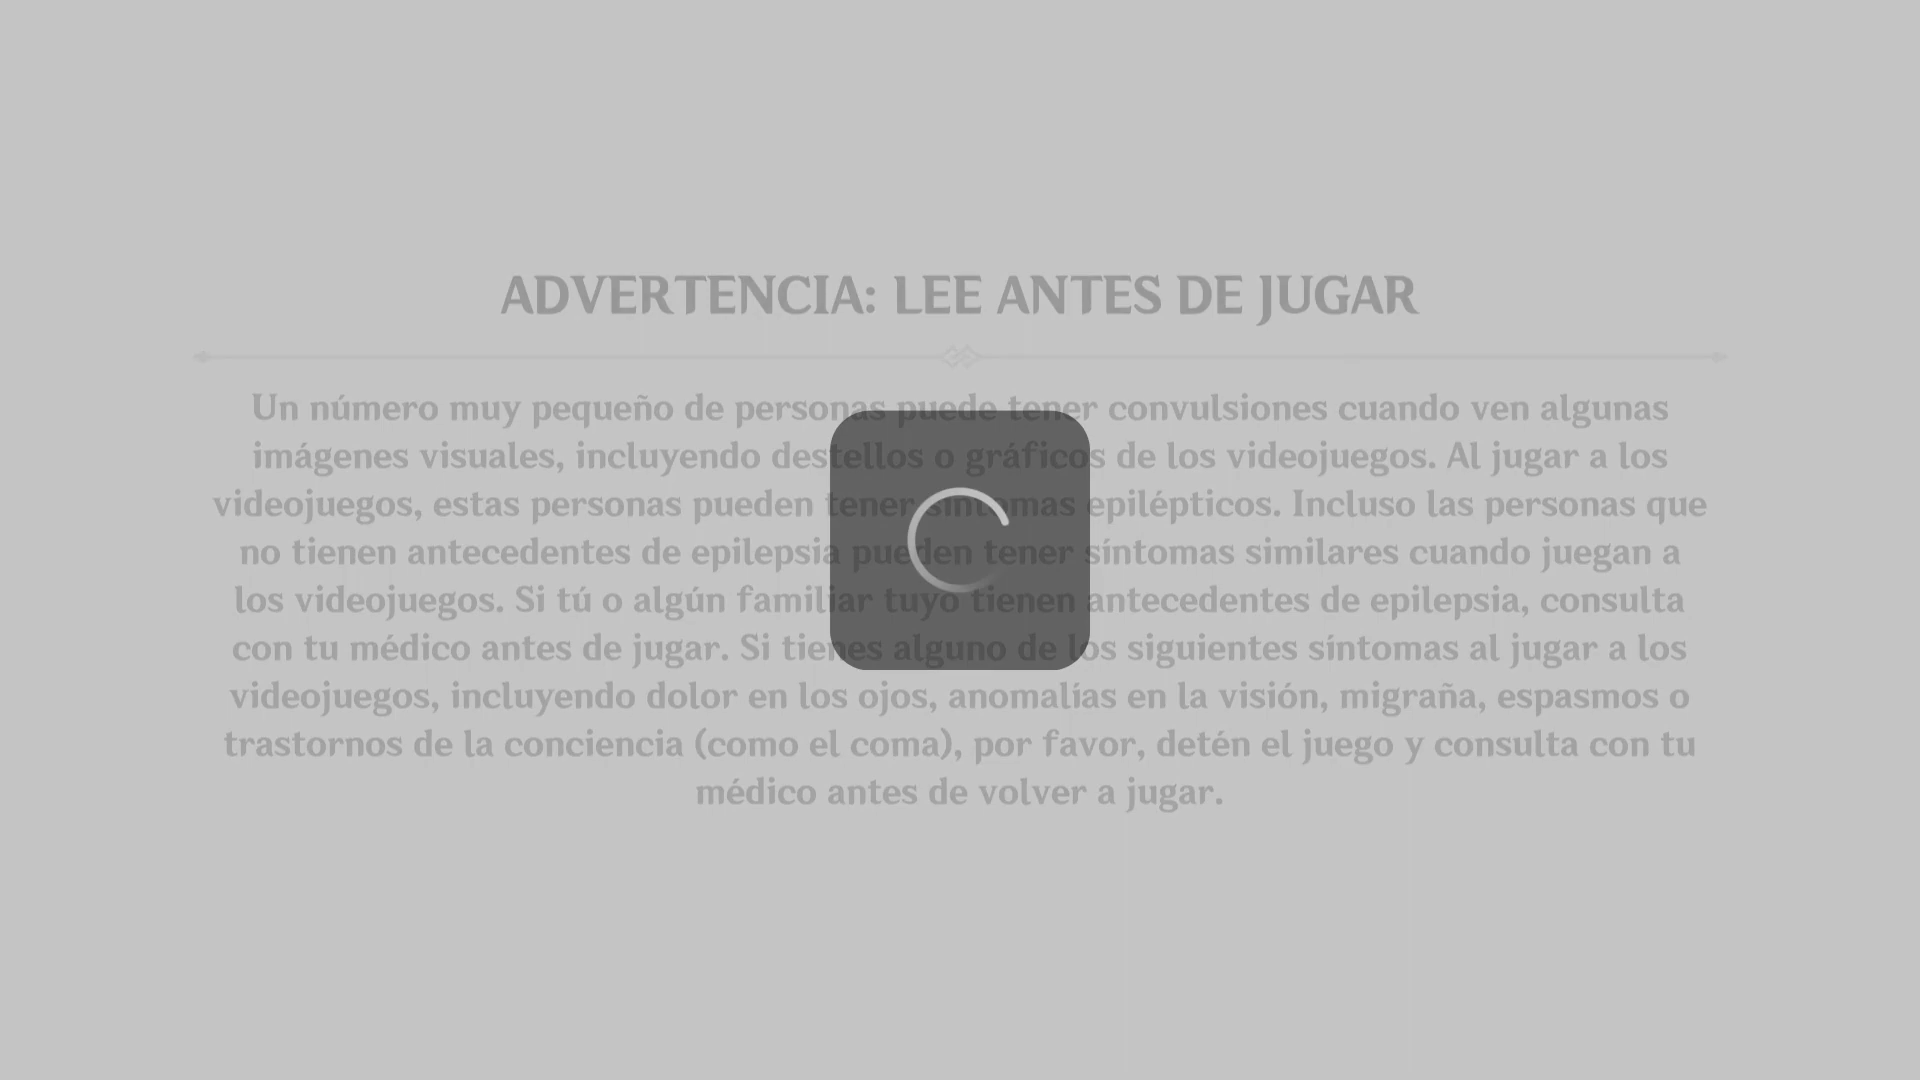 ADVERTENCIA: LEE ANTES DE JUGAR
Un número muy pequeño de personas puede tener convulsiones cuando ven algunas
imágenes visuales, incluyendo destellos o gráficos de los videojuegos. Al jugar a los
videojuegos, estas personas pueden tener síntomas epilépticos. Incluso las personas que
no tienen antecedentes de epilepsia pueden tener síntomas similares cuando juegan a
los videojuegos. Si tú o algún familiar tuyo tienen antecedentes de epilepsia, consulta
con tu médico antes de jugar. Si tienes alguno de los siguientes síntomas al jugar a los
videojuegos, incluyendo dolor en los ojos, anomalías en la visión, migraña, espasmos o
trastornos de la conciencia (como el coma), por favor, detén el juego y consulta con tu
médico antes de volver a jugar.